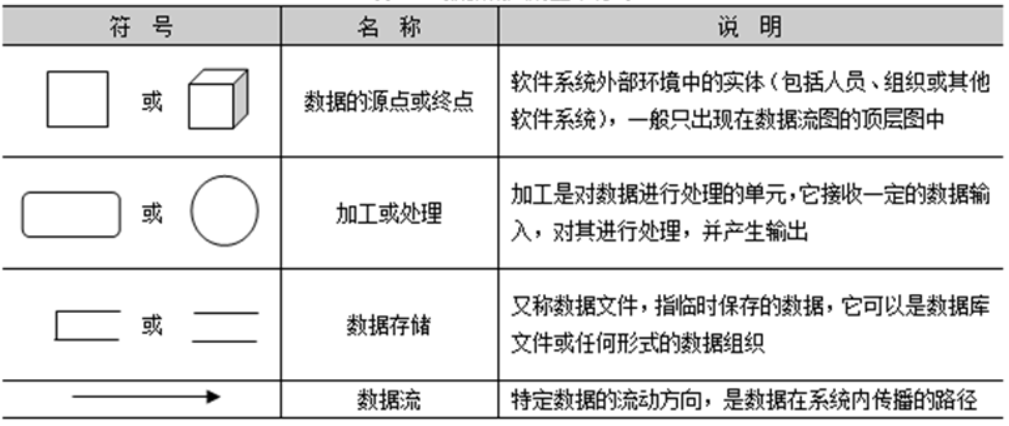 符 号
名 称
说 明
或
数据的源点或终点
软件系统外部环境中的实体（包括人员、组织或其他
软件系统），一般只出现在数据流图的顶层图中
或
加工或处理
加工是对数据进行处理的单元，它接收一定的数据输
入，对其进行处理，并产生输出
或
数据存储
又称数据文件，指临时保存的数据，它可以是数据库
文件或任何形式的数据组织
数据流
特定数据的流动方向，是数据在系统内传播的路径